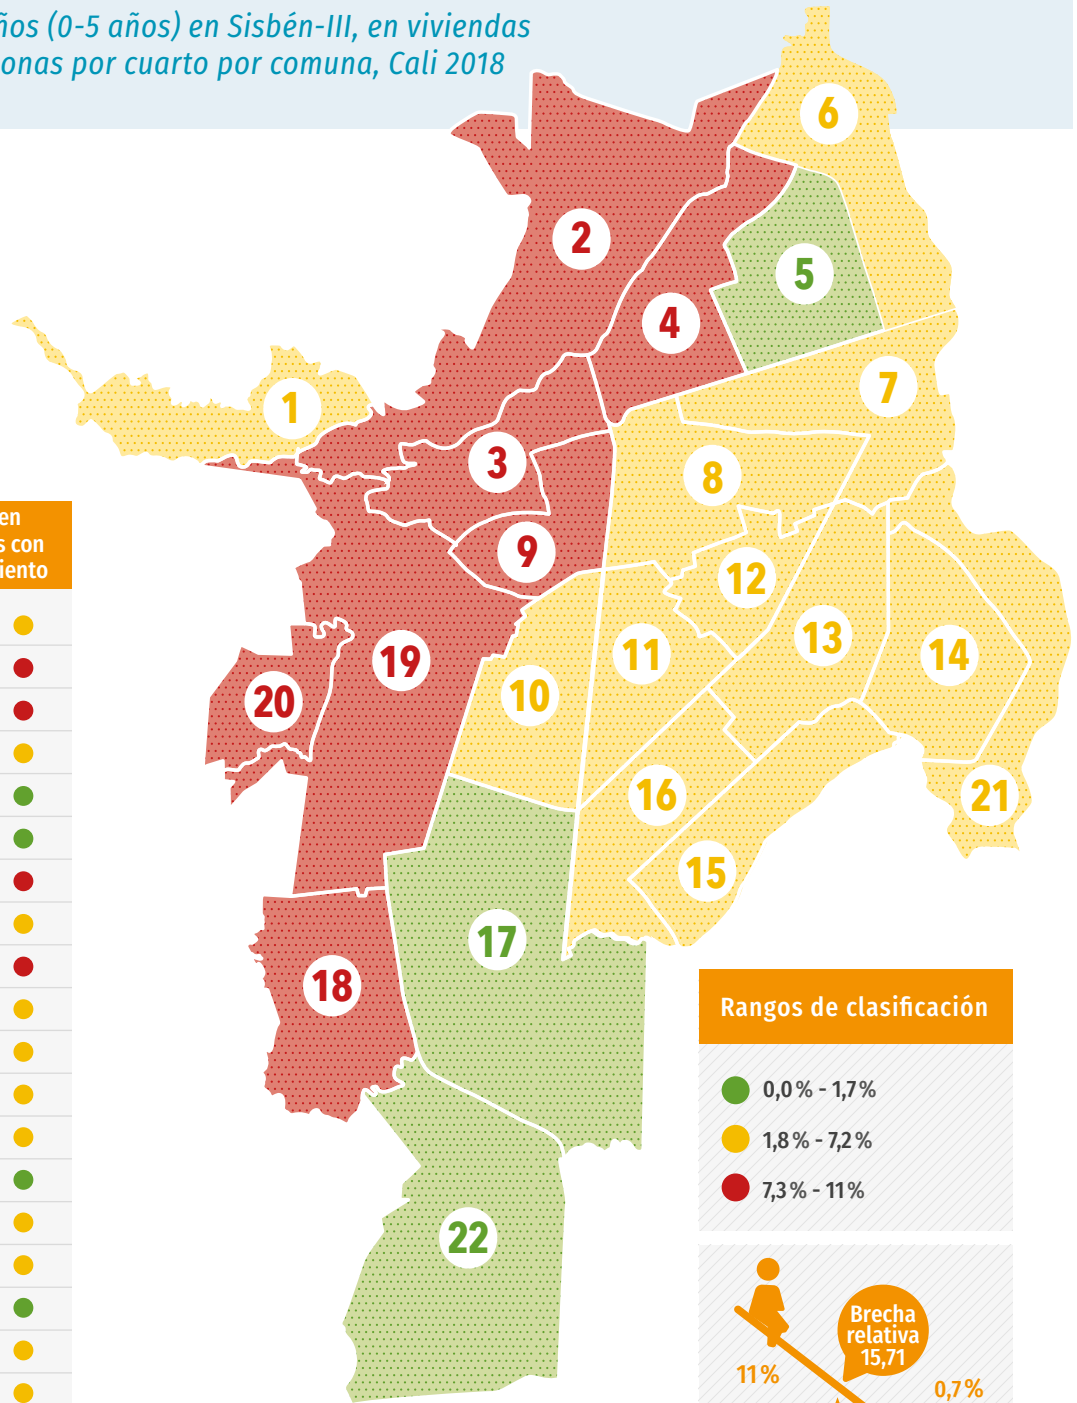 ños (0-5 años) en Sisbén-III, en viviendas
onas por cuarto por comuna, Cali 2018
6
2
5
4
7
1
3
8
9
12
13
11
14
19
10
20
16
21
15
17
18
22
en
s con
iento
Rangos de clasificación
0,0% - 1,7%
1,8% - 7,2%
7,3% - 11%
Brecha
relativa
15,71
11%
0,7%